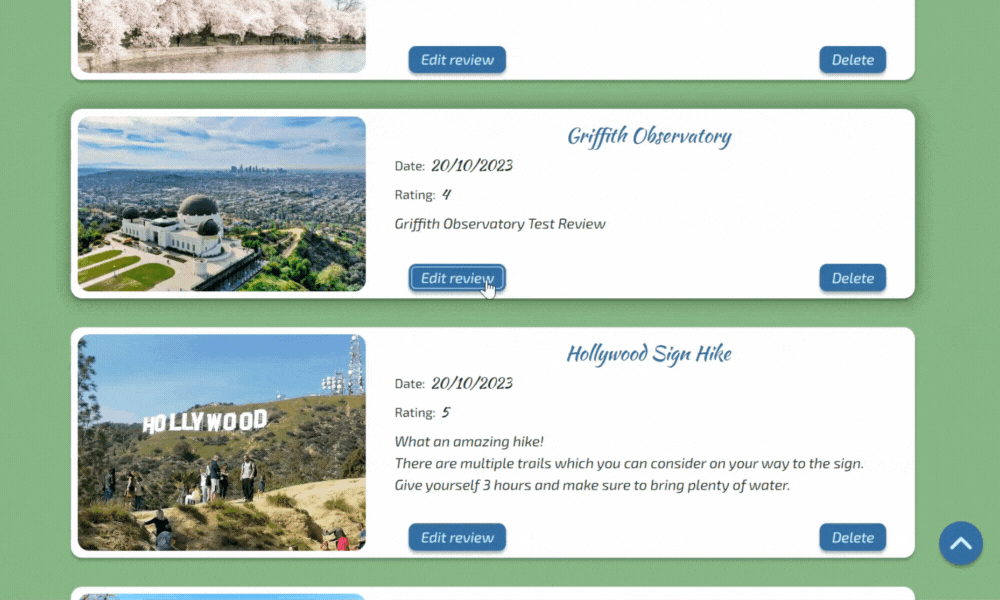 Edit review
Delete
Griffith Observatory
Date: 20/10/2023
Rating: 4
Griffith Observatory Test Review
Edit review
Delete
HOLLYWOOD
Hollywood Sign Hike
Date: 20/10/2023
Rating: 5
What an amazing hike!
There are multiple trails which you can consider on your way to the sign.
Give yourself 3 hours and make sure to bring plenty of water.
Edit review
Delete